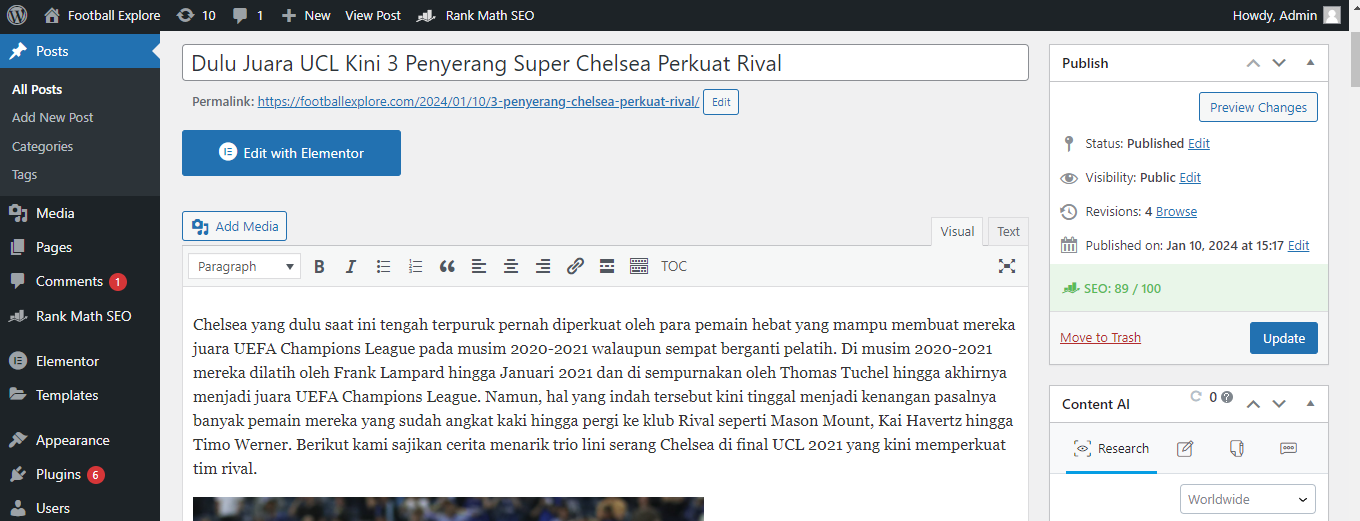 Football Explore 10 1 New View Post Rank Math SEO Howdy, Admin
Posts
All Posts
Add New Post
Categories
Tags
Media
Pages
Comments 1
Rank Math SEO
Elementor
Templates
Appearance
Plugins 6
Users
Dulu Juara UCL Kini 3 Penyerang Super Chelsea Perkuat Rival
Permalink: https://footballexplore.com/2024/01/10/3-penyerang-chelsea-perkuat-rival/ Edit
Edit with Elementor
Add Media
Visual Text
Paragraph B I TOC
Chelsea yang dulu saat ini tengah terpuruk pernah diperkuat oleh para pemain hebat yang mampu membuat mereka
juara UEFA Champions League pada musim 2020-2021 walaupun sempat berganti pelatih. Di musim 2020-2021
mereka dilatih oleh Frank Lampard hingga Januari 2021 dan di sempurnakan oleh Thomas Tuchel hingga akhirnya
menjadi juara UEFA Champions League. Namun, hal yang indah tersebut kini tinggal menjadi kenangan pasalnya
banyak pemain mereka yang sudah angkat kaki hingga pergi ke klub Rival seperti Mason Mount, Kai Havertz hingga
Timo Werner. Berikut kami sajikan cerita menarik trio lini serang Chelsea di final UCL 2021 yang kini memperkuat
tim rival.
Publish
Preview Changes
Status: Published Edit
Visibility: Public Edit
Revisions: 4 Browse
Published on: Jan 10, 2024 at 15:17 Edit
SEO: 89 / 100
Move to Trash Update
Content AI 0
Research
Worldwide